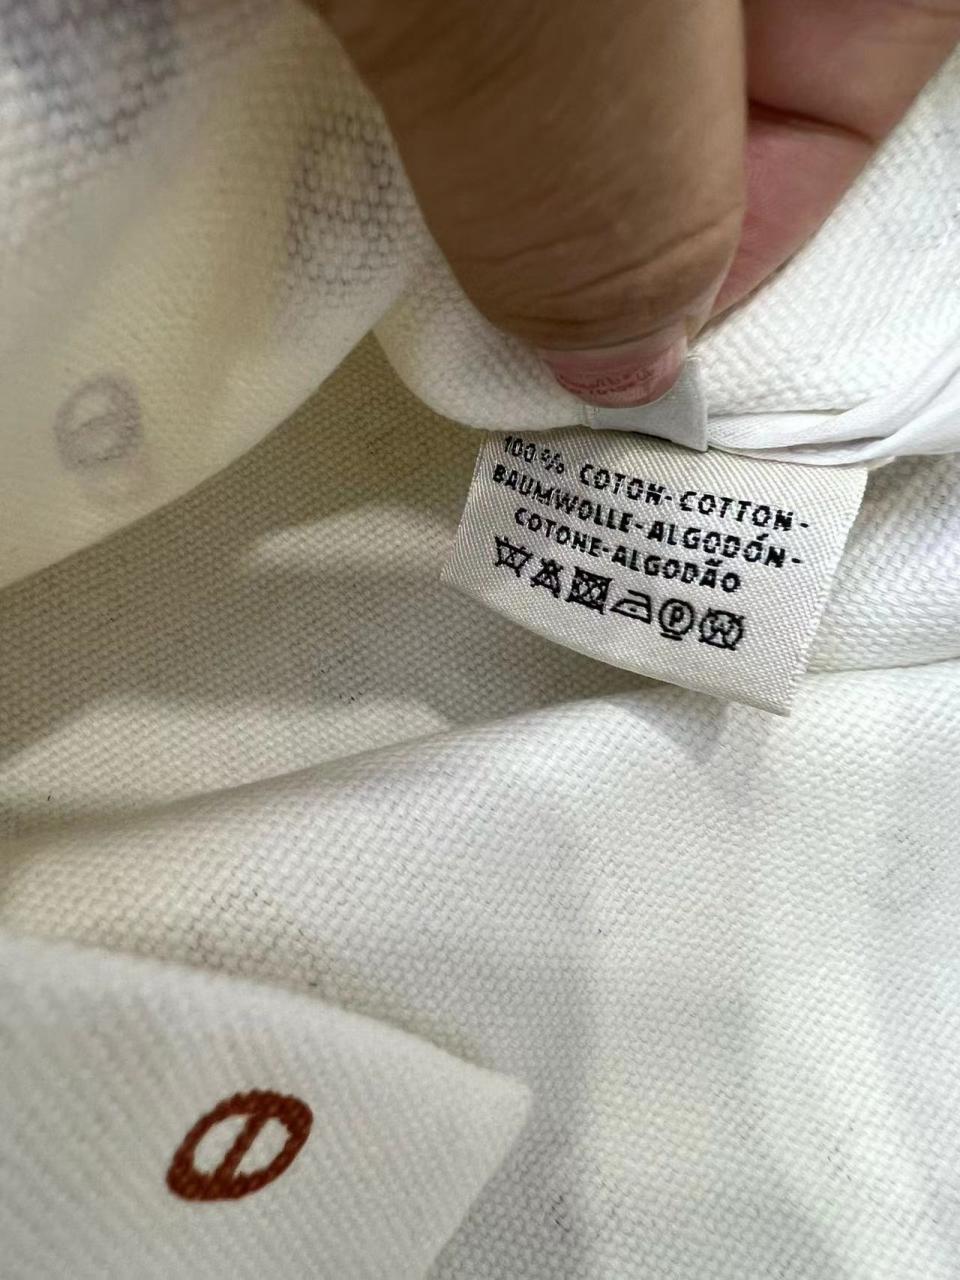 100% COTON-COTTON-
BAUMWOLLE-ALGODÓN-
COTONE-ALGODÃO
P
W